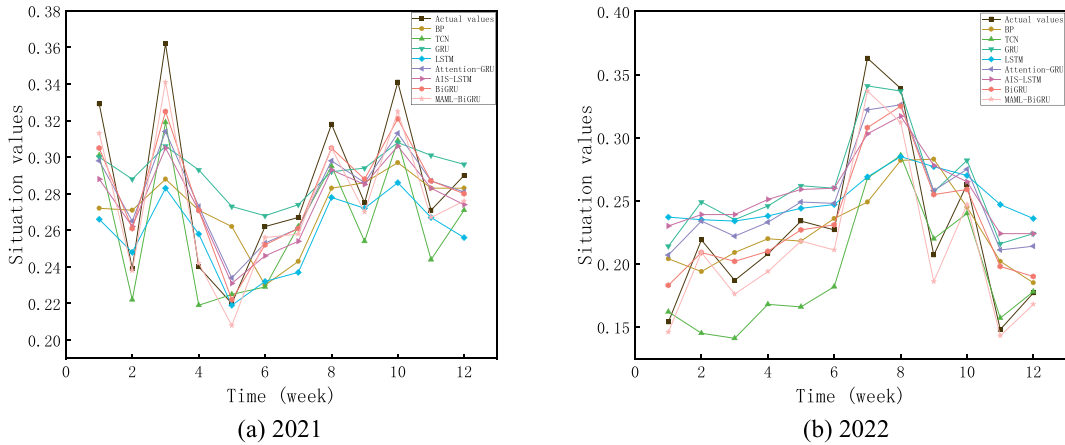 0.38
0.36
0.34
0.32
0.30
0.28
0.26
0.24
0.22
0.20
Situation values
0 2 4 6 8 10 12
Time (week)
Actual values
BP
TCN
GRU
LSTM
Attention-GRU
AIS-LSTM
BiGRU
MAML-BiGRU
(a) 2021
0.40
0.35
0.30
0.25
0.20
0.15
Situation values
0 2 4 6 8 10 12
Time (week)
Actual values
BP
TCN
GRU
LSTM
Attention-GRU
AIS-LSTM
BiGRU
MAML-BiGRU
(b) 2022